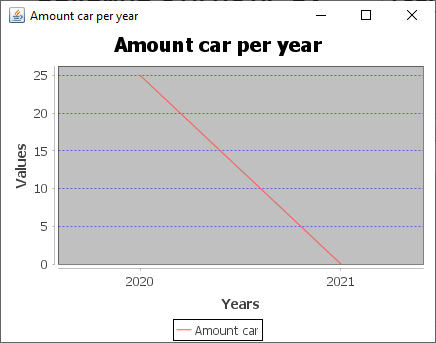 Amount car per year
Amount car per year
25
20
15
10
5
0
Values
2020 2021
Years
Amount car